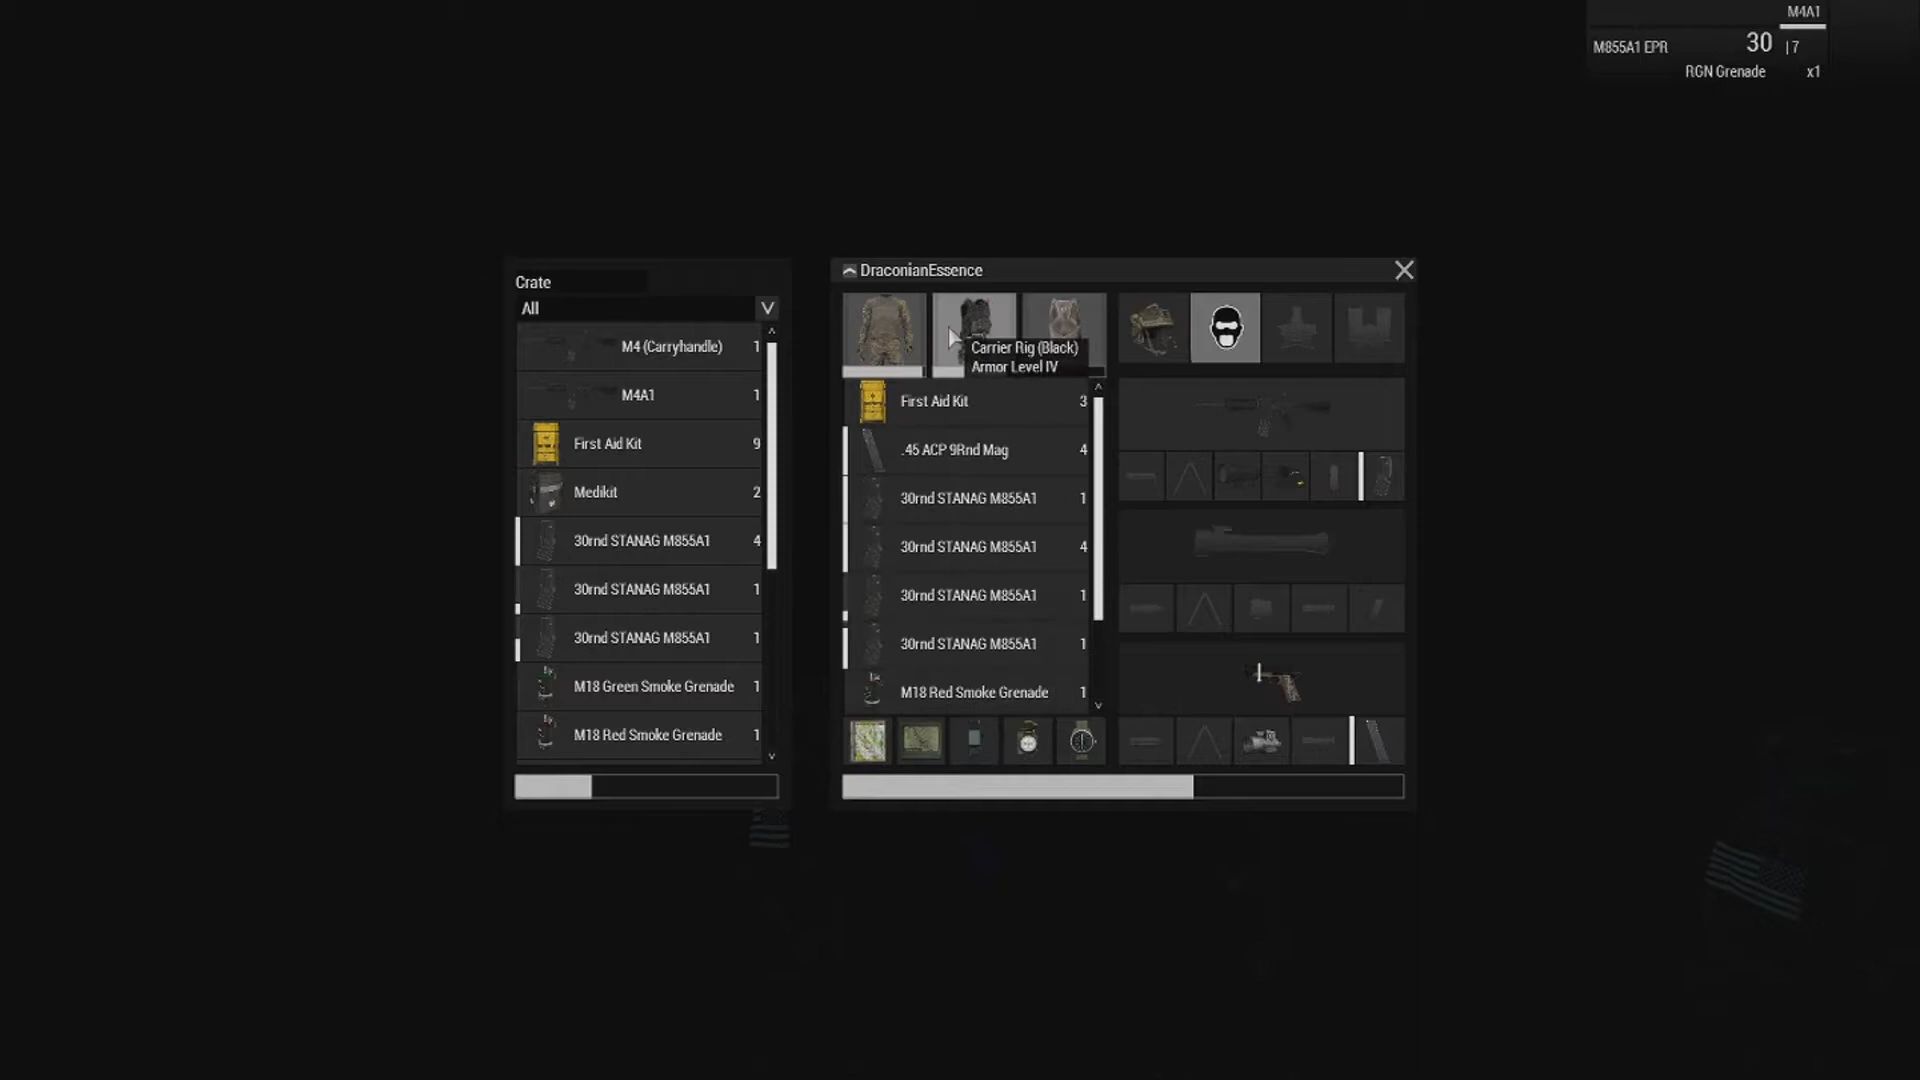 M4A1
M855A1 EPR 30 |7
RGN Grenade x1
Crate
All V
M4 (Carryhandle) 1
M4A1 1
First Aid Kit 9
Medikit 2
30rnd STANAG M855A1 4
30rnd STANAG M855A1 1
30rnd STANAG M855A1 1
M18 Green Smoke Grenade 1
M18 Red Smoke Grenade 1
DraconianEssence
Carrier Rig (Black)
Armor Level IV
First Aid Kit 3
.45 ACP 9Rnd Mag 4
30rnd STANAG M855A1 1
30rnd STANAG M855A1 4
30rnd STANAG M855A1 1
30rnd STANAG M855A1 1
M18 Red Smoke Grenade 1